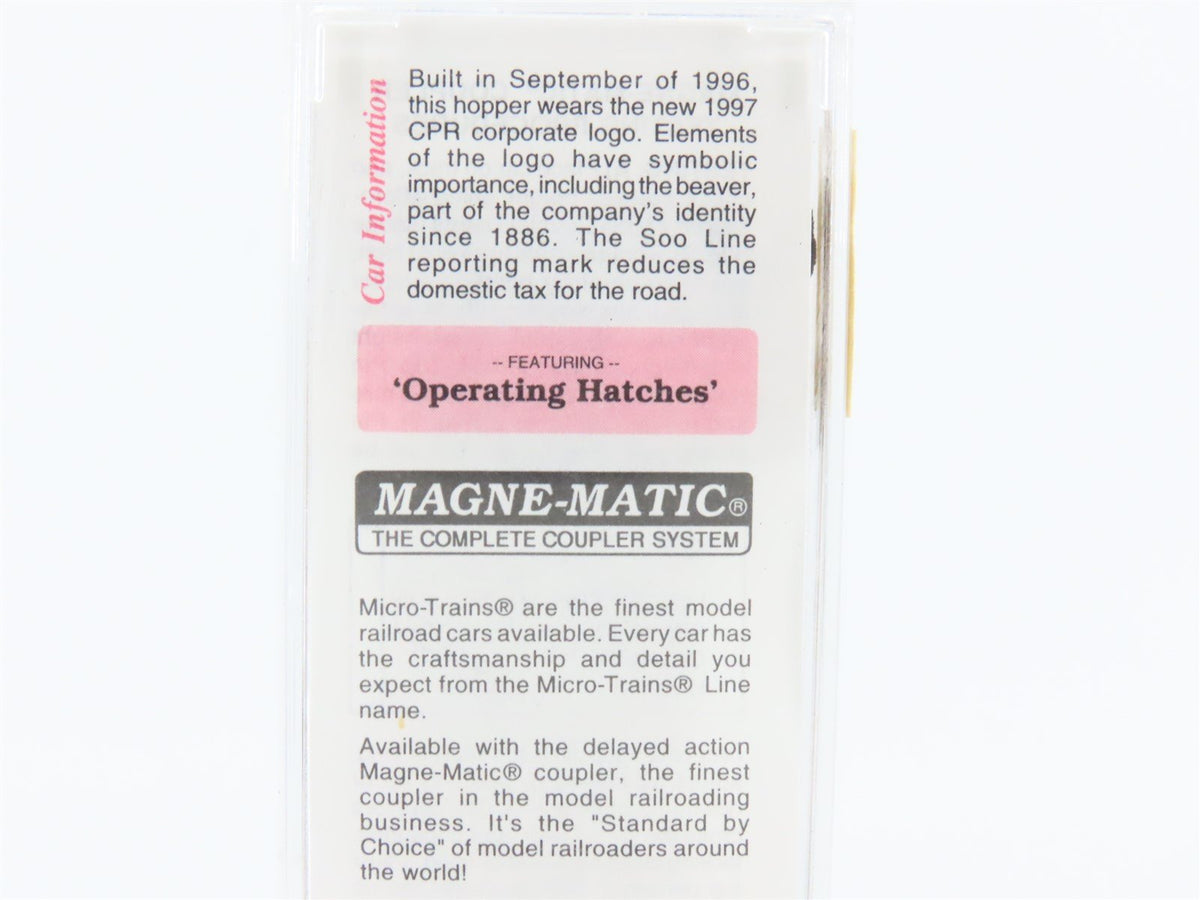 Car Information
Built in September of 1996,
this hopper wears the new 1997
CPR corporate logo. Elements
of the logo have symbolic
importance, including the beaver,
part of the company's identity
since 1886. The Soo Line
reporting mark reduces the
domestic tax for the road.
-- FEATURING --
‘Operating Hatches’
MAGNE-MATIC®
THE COMPLETE COUPLER SYSTEM
Micro-Trains® are the finest model
railroad cars available. Every car has
the craftsmanship and detail you
expect from the Micro-Trains® Line
name.
Available with the delayed action
Magne-Matic® coupler, the finest
coupler in the model railroading
business. It's the "Standard by
Choice" of model railroaders around
the world!